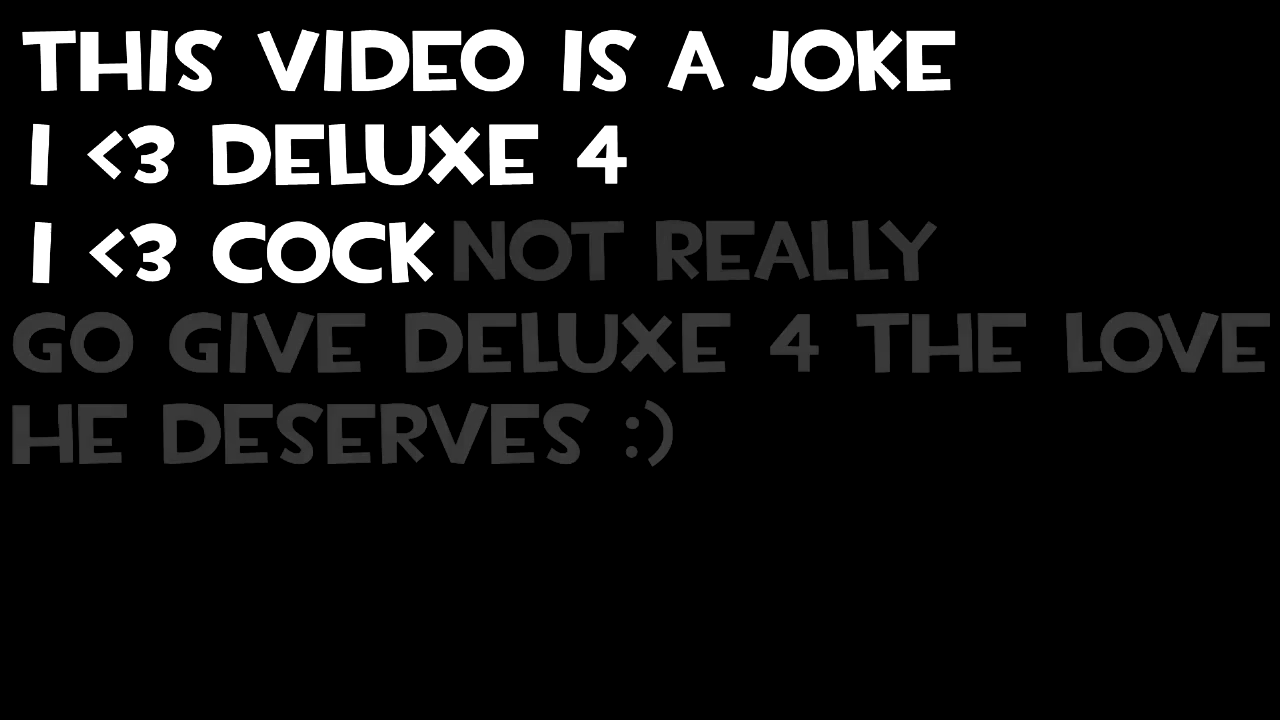 THIS VIDEO IS A JOKE
I <3 DELUXE 4
I <3 COCK NOT REALLY
GO GIVE DELUXE 4 THE LOVE
HE DESERVES :)